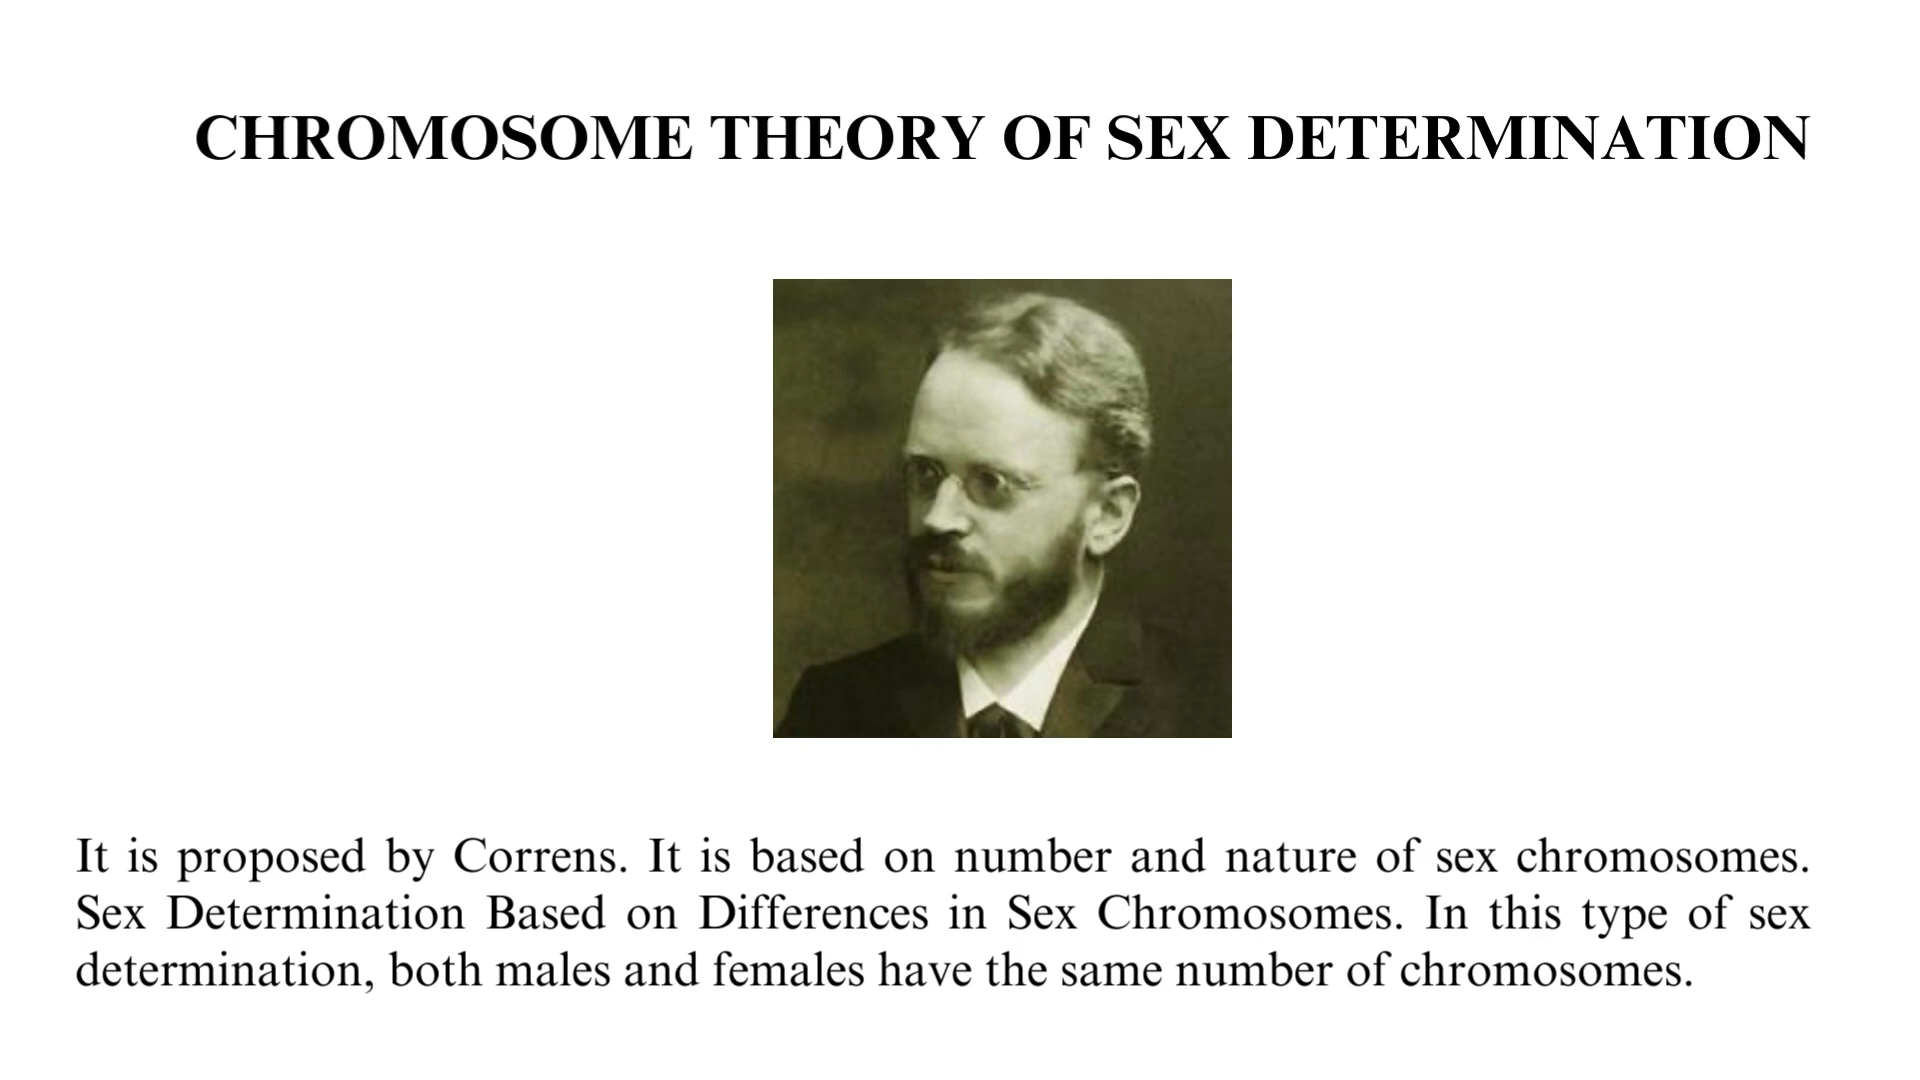 CHROMOSOME THEORY OF SEX DETERMINATION
It is proposed by Correns. It is based on number and nature of sex chromosomes.
Sex Determination Based on Differences in Sex Chromosomes. In this type of sex
determination, both males and females have the same number of chromosomes.